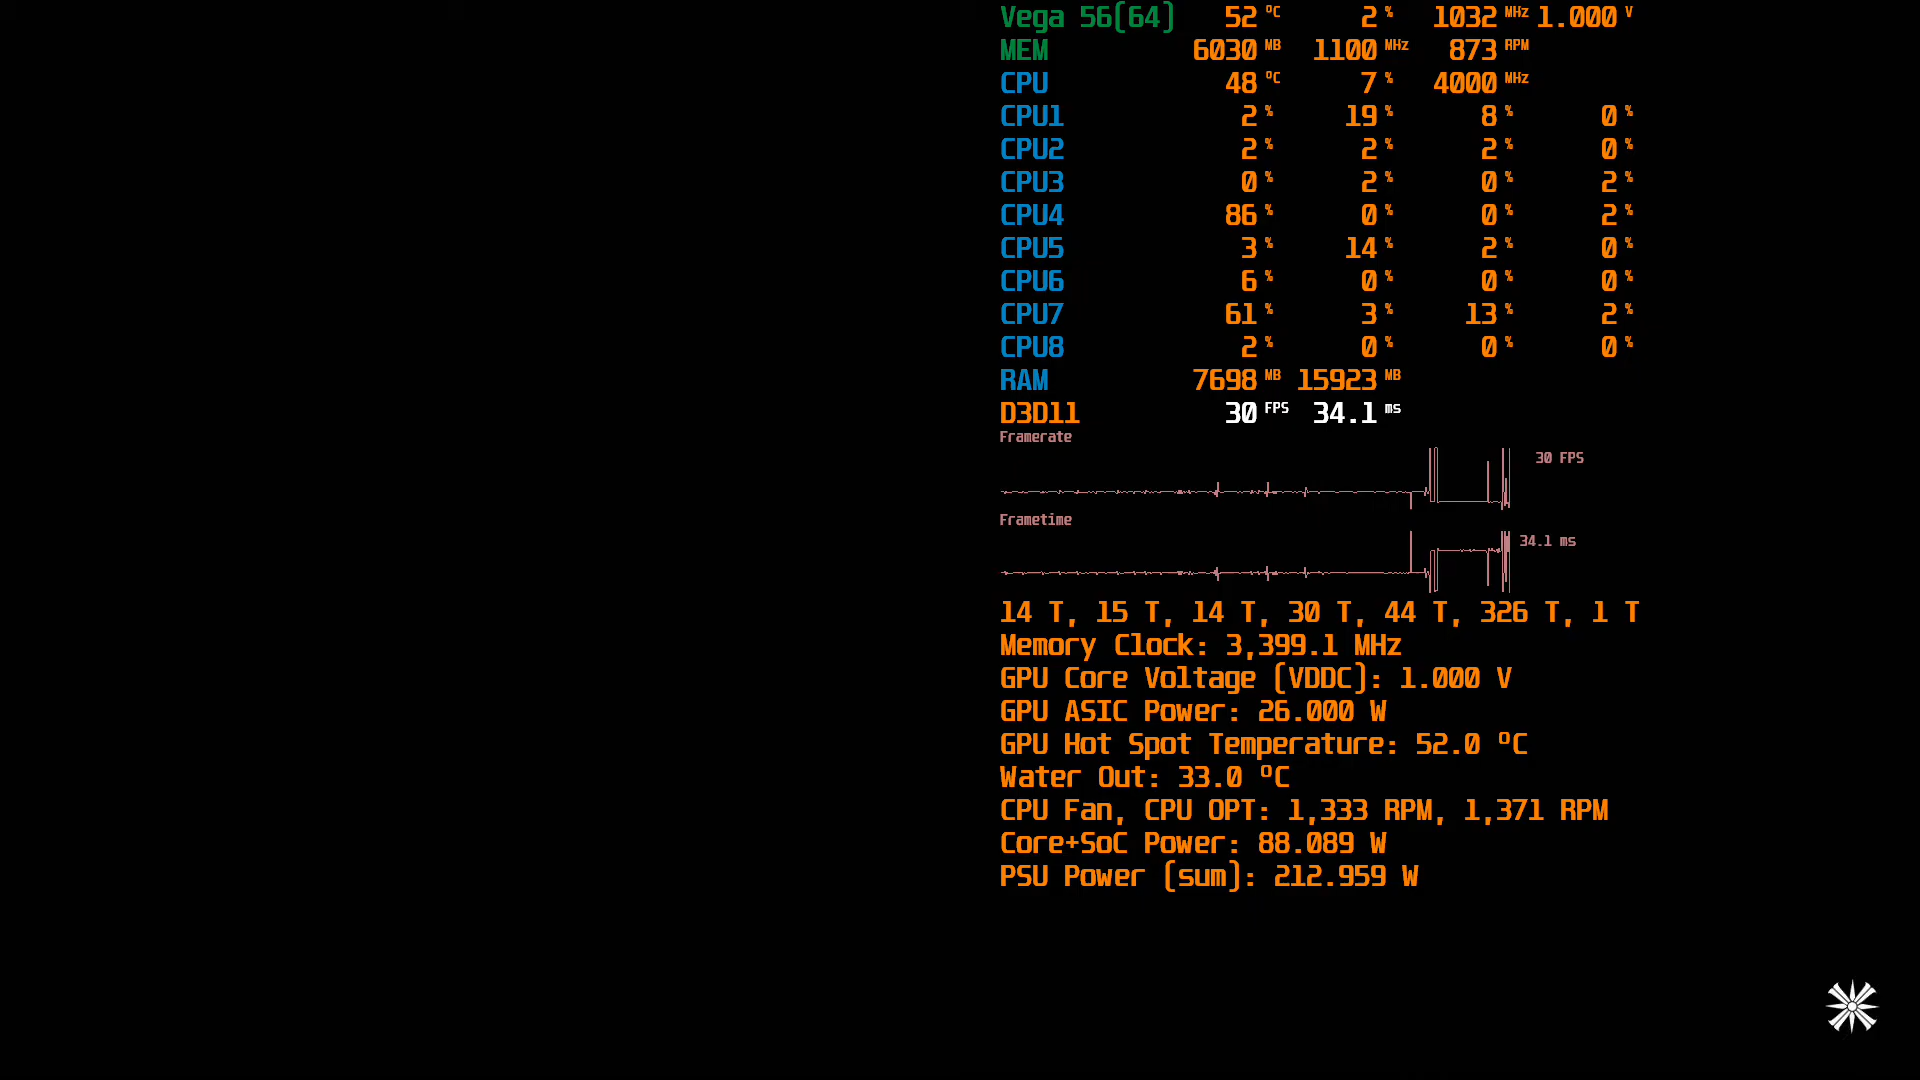 Vega 56(64) 52 °C 2 % 1032 MHz 1.000 V
MEM 6030 MB 1100 MHz 873 RPM
CPU 48 °C 7 % 4000 MHz
CPU1 2 % 19 % 8 % 0 %
CPU2 2 % 2 % 2 % 0 %
CPU3 0 % 2 % 0 % 2 %
CPU4 86 % 0 % 0 % 2 %
CPU5 3 % 14 % 2 % 0 %
CPU6 6 % 0 % 0 % 0 %
CPU7 61 % 3 % 13 % 2 %
CPU8 2 % 0 % 0 % 0 %
RAM 7698 MB 15923 MB
D3D11 30 FPS 34.1 ms
Framerate
30 FPS
Frametime
34.1 ms
14 T, 15 T, 14 T, 30 T, 44 T, 326 T, 1 T
Memory Clock: 3,399.1 MHz
GPU Core Voltage (VDDC): 1.000 V
GPU ASIC Power: 26.000 W
GPU Hot Spot Temperature: 52.0 °C
Water Out: 33.0 °C
CPU Fan, CPU OPT: 1,333 RPM, 1,371 RPM
Core+SoC Power: 88.089 W
PSU Power (sum): 212.959 W